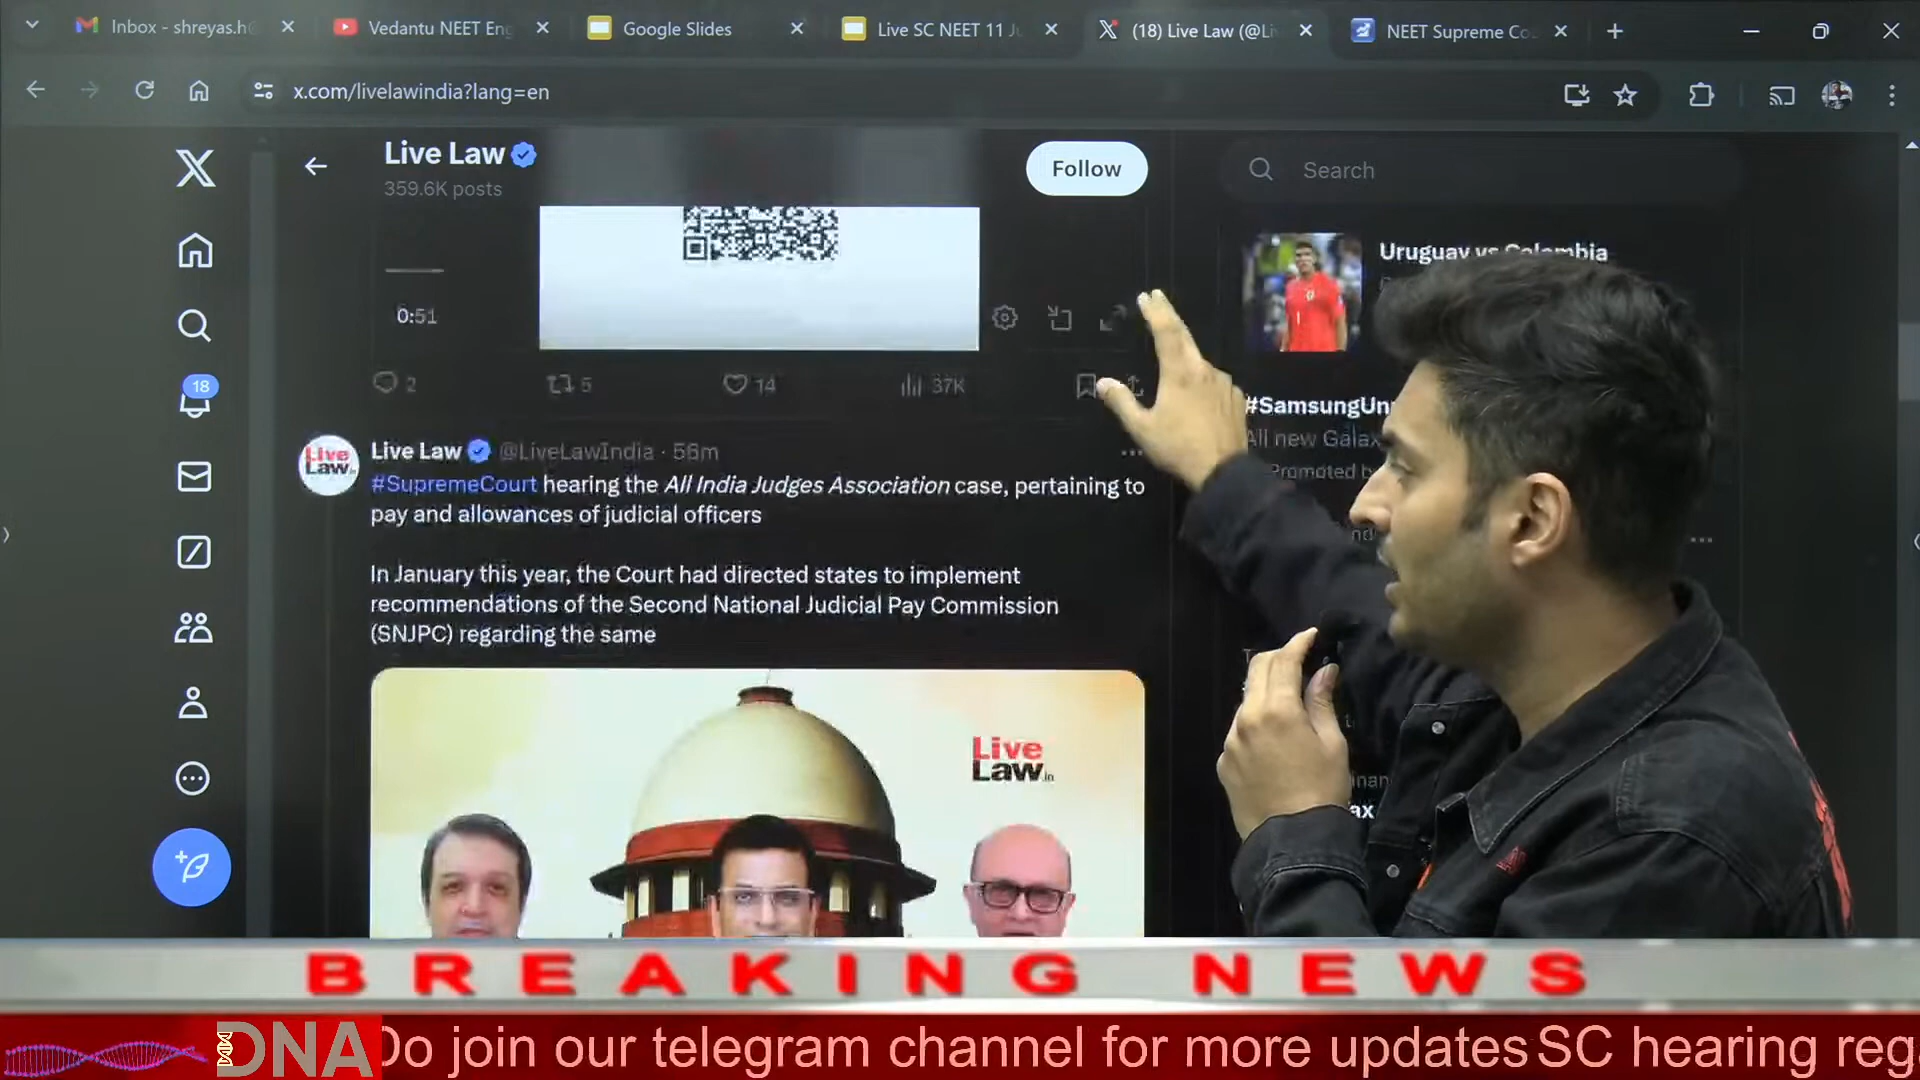 Inbox - shreyas.h
Vedantu NEET Eng
Google Slides
Live SC NEET 11 J
(18) Live Law (@Li
NEET Supreme Co
x.com/livelawindia?lang=en
Live Law
359.6K posts
Follow
Search
Uruguay vs Colombia
0:51
2
5
14
37K
18
#SamsungUn
All new Galax
Promoted b
Live Law @LiveLawIndia · 56m
#SupremeCourt hearing the All India Judges Association case, pertaining to
pay and allowances of judicial officers
In January this year, the Court had directed states to implement
recommendations of the Second National Judicial Pay Commission
(SNJPC) regarding the same
Live
Law.in
Live
Law.in
BREAKING NEWS
DNA
Do join our telegram channel for more updates SC hearing reg